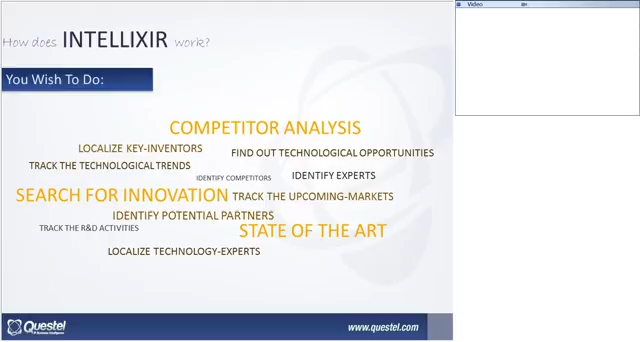 Video
How does INTELLIXIR work?
You Wish To Do:
COMPETITOR ANALYSIS
LOCALIZE KEY-INVENTORS
FIND OUT TECHNOLOGICAL OPPORTUNITIES
TRACK THE TECHNOLOGICAL TRENDS
IDENTIFY COMPETITORS
IDENTIFY EXPERTS
SEARCH FOR INNOVATION
TRACK THE UPCOMING-MARKETS
IDENTIFY POTENTIAL PARTNERS
TRACK THE R&D ACTIVITIES
STATE OF THE ART
LOCALIZE TECHNOLOGY-EXPERTS
Questel
www.questel.com